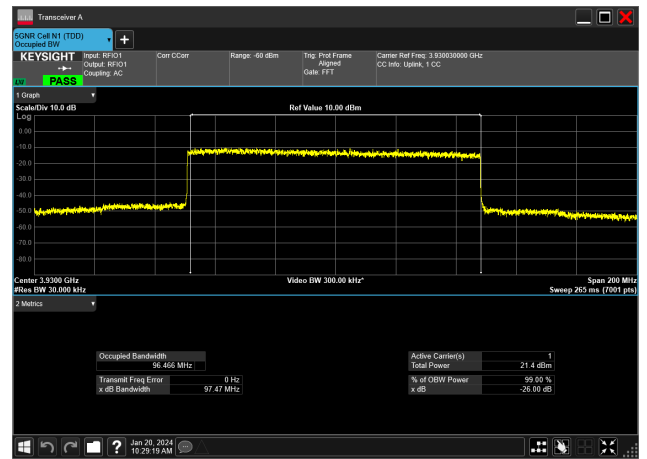 Transceiver A
5GNR Cell N1 (TDD)
Occupied BW
+
KEYSIGHT
LW PASS
Input: RFIO1
Output: RFIO1
Coupling: AC
Corr CCorr
Range: -60 dBm
Trig: Prot Frame
Aligned
Gate: FFT
Carrier Ref Freq: 3.930030000 GHz
CC Info: Uplink, 1 CC
1 Graph
Scale/Div 10.0 dB
Ref Value 10.00 dBm
Log
0.00
-10.0
-20.0
-30.0
-40.0
-50.0
-60.0
-70.0
-80.0
Center 3.9300 GHz
Video BW 300.00 kHz*
Span 200 MHz
#Res BW 30.000 kHz
Sweep 265 ms (7001 pts)
2 Metrics
Occupied Bandwidth
96.466 MHz
Transmit Freq Error 0 Hz
x dB Bandwidth 97.47 MHz
Active Carrier(s) 1
Total Power 21.4 dBm
% of OBW Power 99.00 %
x dB -26.00 dB
?
Jan 20, 2024
10:29:19 AM